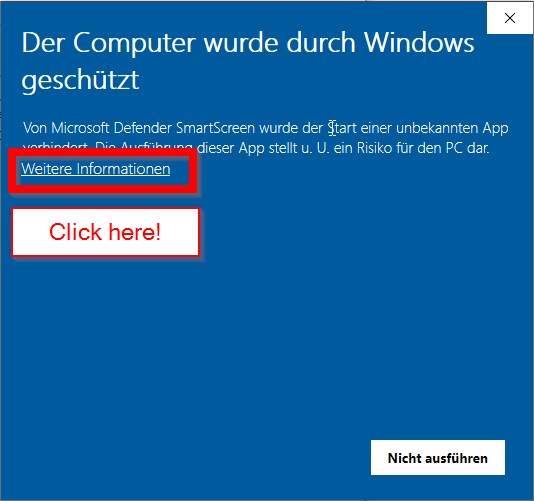 Der Computer wurde durch Windows
geschützt
Von Microsoft Defender SmartScreen wurde der Start einer unbekannten App
verhindert. Die Ausführung dieser App stellt u. U. ein Risiko für den PC dar.
Weitere Informationen
Click here!
Nicht ausführen